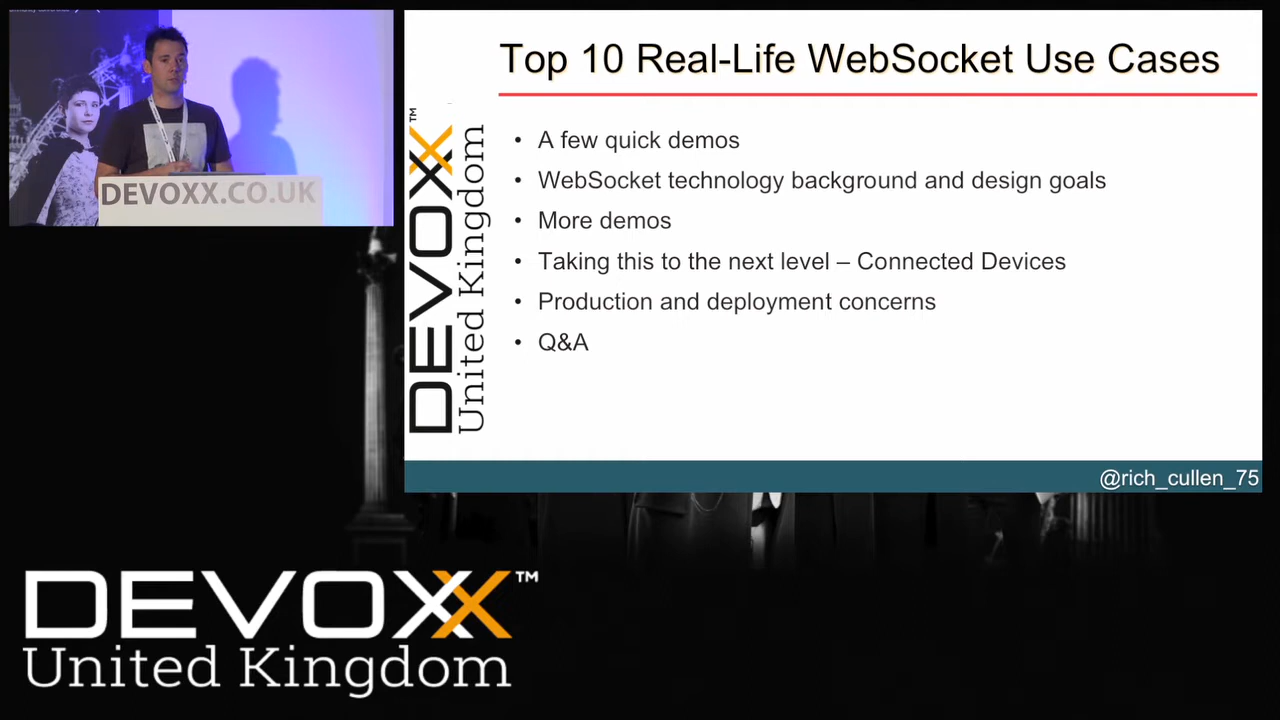 DEVOXX.CO.UK
Top 10 Real-Life WebSocket Use Cases
• A few quick demos
• WebSocket technology background and design goals
• More demos
• Taking this to the next level – Connected Devices
• Production and deployment concerns
• Q&A
DEVOXX™
United Kingdom
@rich_cullen_75
DEVOXX™
United Kingdom